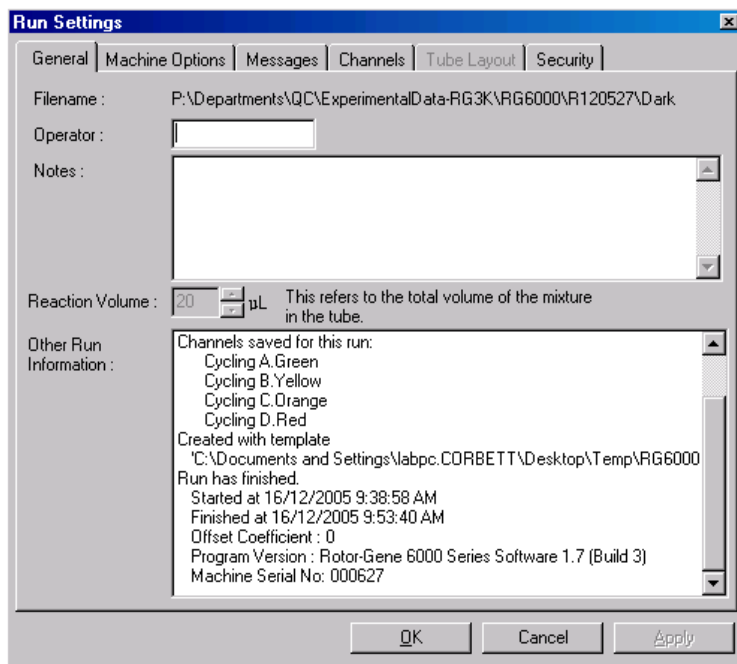 Run Settings
General Machine Options Messages Channels Tube Layout Security
Filename : P:\Departments\QC\ExperimentalData-RG3K\RG6000\R120527\Dark
Operator :
Notes :
Reaction Volume : 20 µL This refers to the total volume of the mixture
in the tube.
Other Run
Information :
Channels saved for this run:
Cycling A.Green
Cycling B.Yellow
Cycling C.Orange
Cycling D.Red
Created with template
'C:\Documents and Settings\labpc.CORBETT\Desktop\Temp\RG6000
Run has finished.
Started at 16/12/2005 9:38:58 AM
Finished at 16/12/2005 9:53:40 AM
Offset Coefficient : 0
Program Version : Rotor-Gene 6000 Series Software 1.7 (Build 3)
Machine Serial No: 000627
OK Cancel Apply